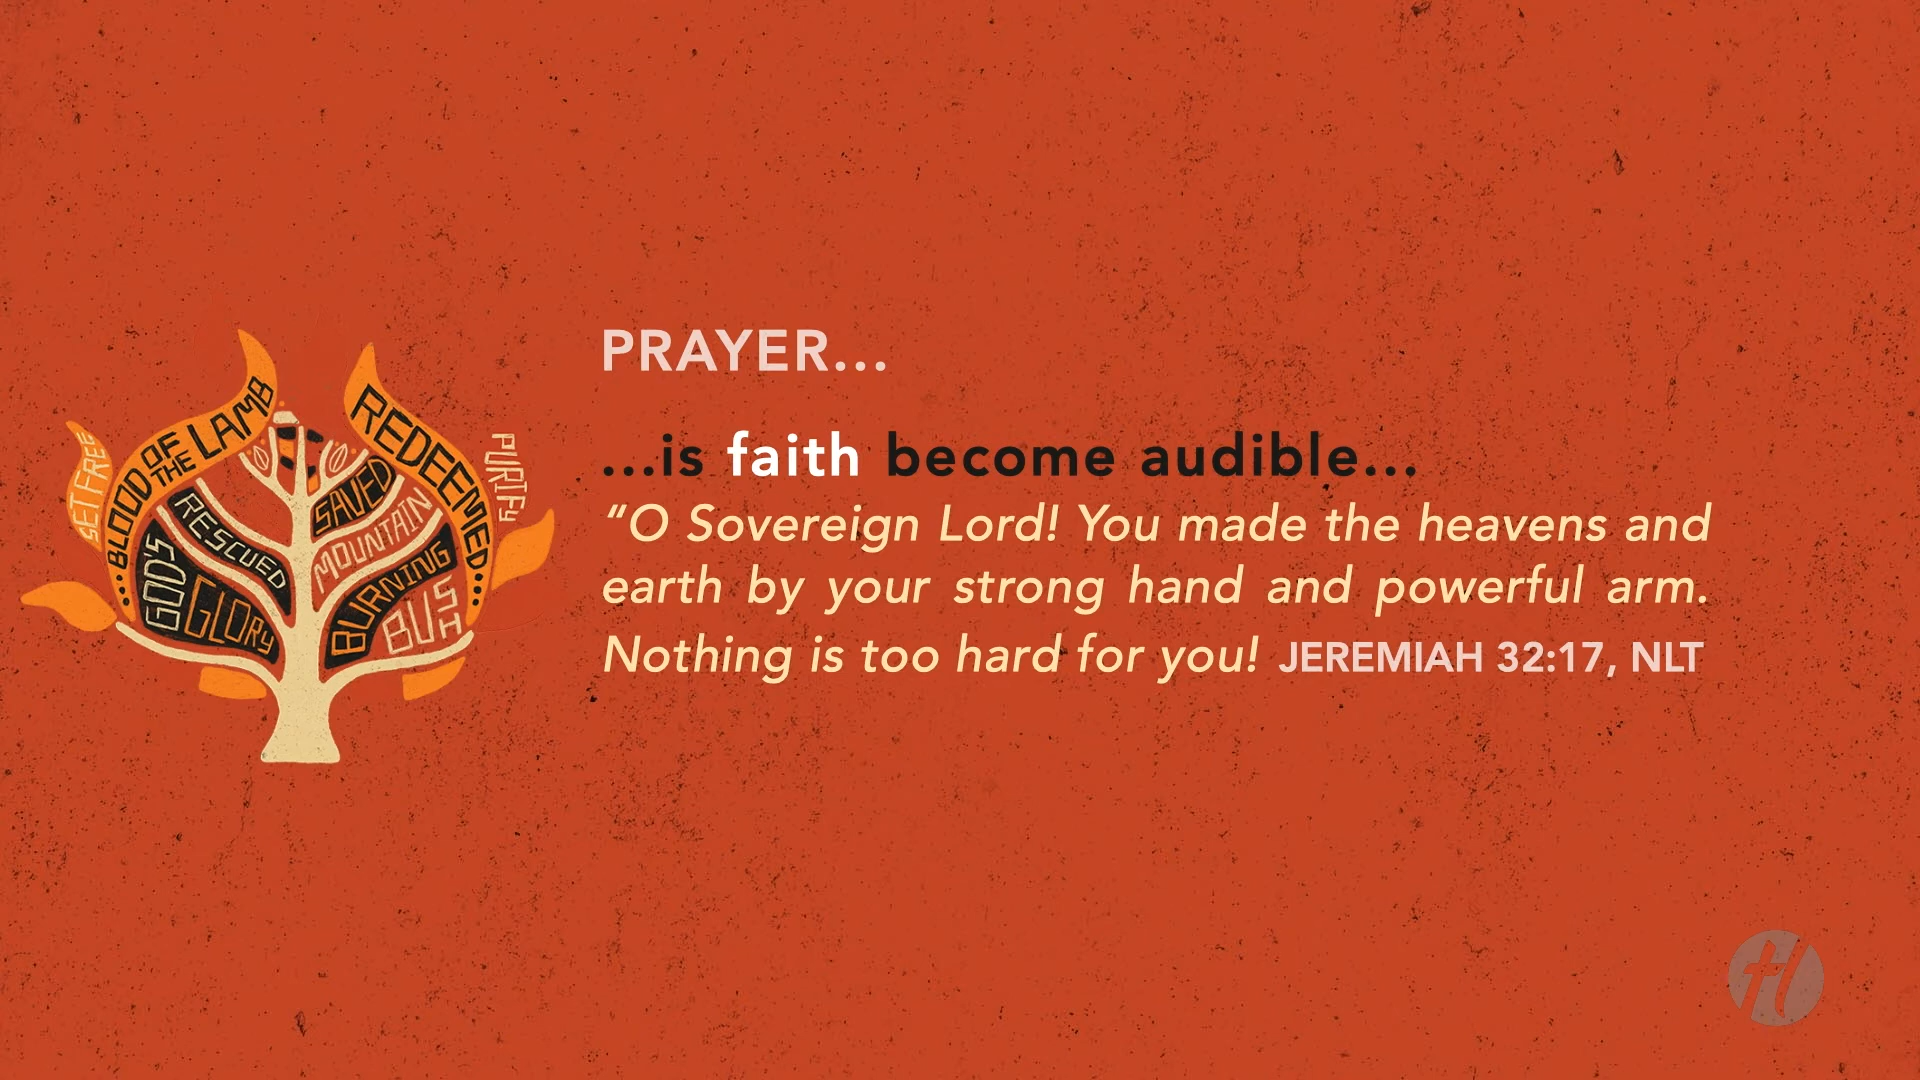 PRAYER...
...is faith become audible...
“O Sovereign Lord! You made the heavens and
earth by your strong hand and powerful arm.
Nothing is too hard for you! JEREMIAH 32:17, NLT
SET FREE
BLOOD OF THE LAMB
REDEEMED
PURIFY
RESCUED
GOD'S
GLORY
SAVED
MOUNTAIN
BURNING
BUSH
tl